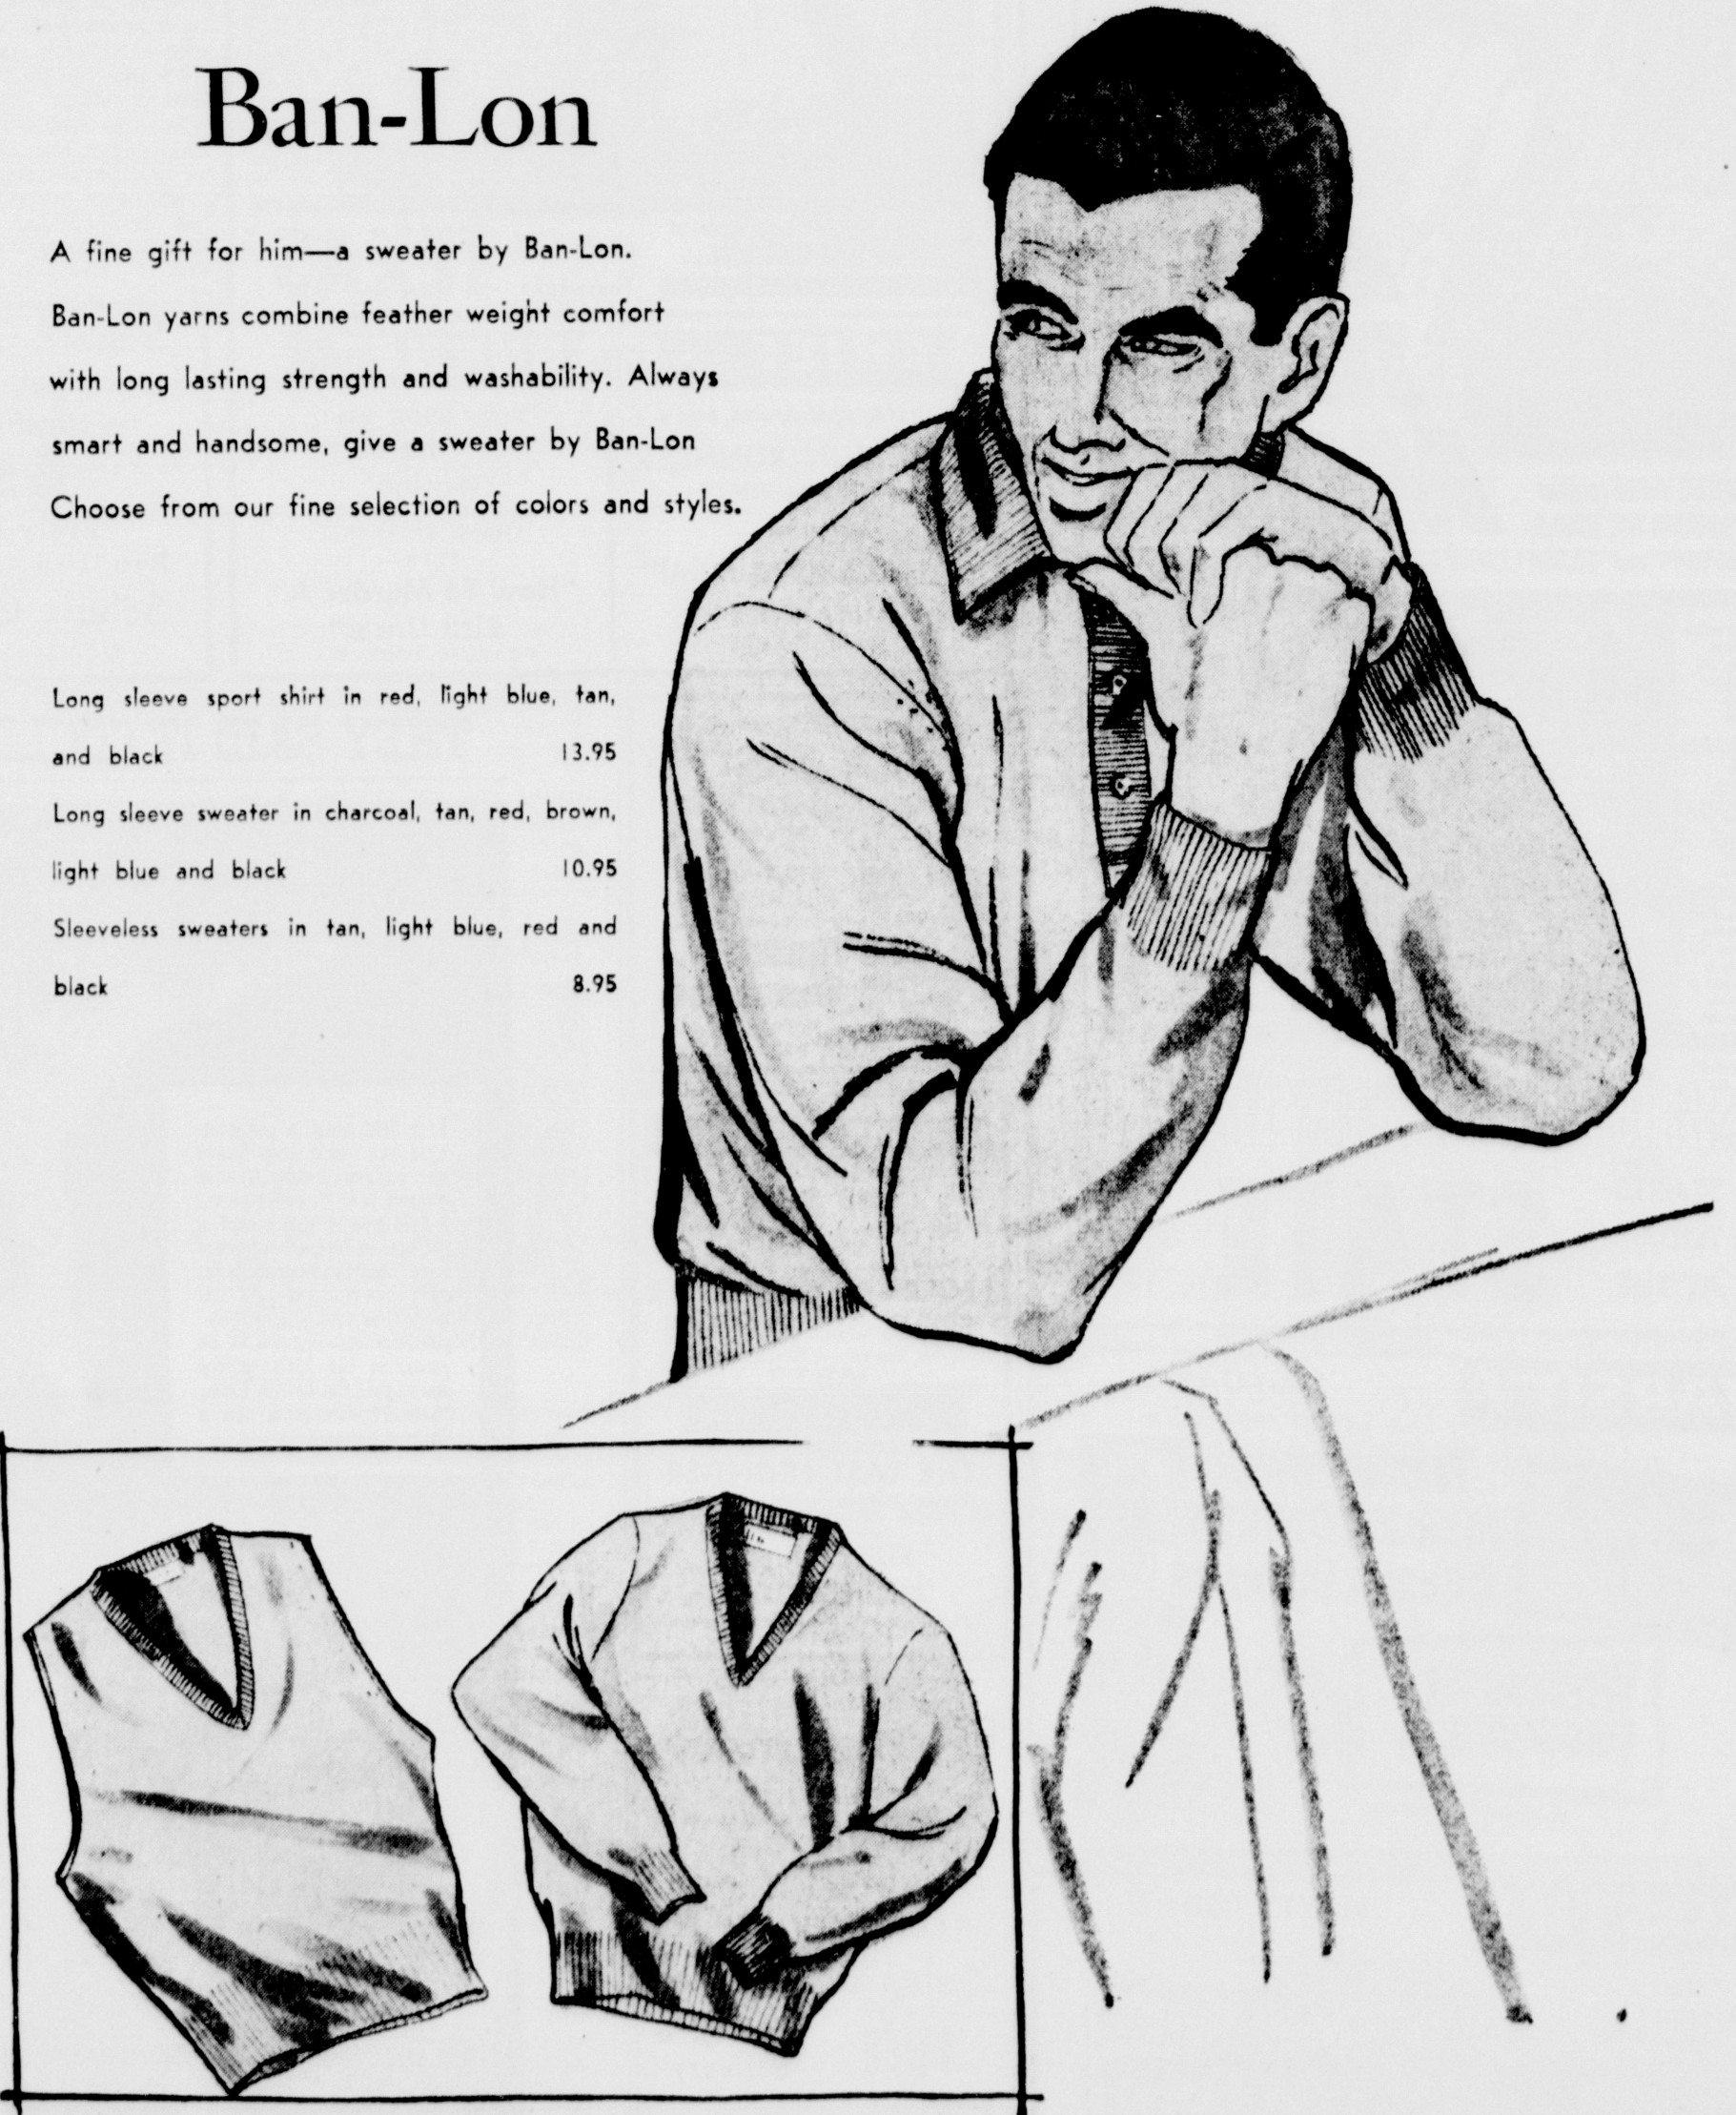 Ban-Lon
A fine gift for him—a sweater by Ban-Lon.
Ban-Lon yarns combine feather weight comfort
with long lasting strength and washability. Always
smart and handsome, give a sweater by Ban-Lon
Choose from our fine selection of colors and styles.
Long sleeve sport shirt in red, light blue, tan,
and black 13.95
Long sleeve sweater in charcoal, tan, red, brown,
light blue and black 10.95
Sleeveless sweaters in tan, light blue, red and
black 8.95